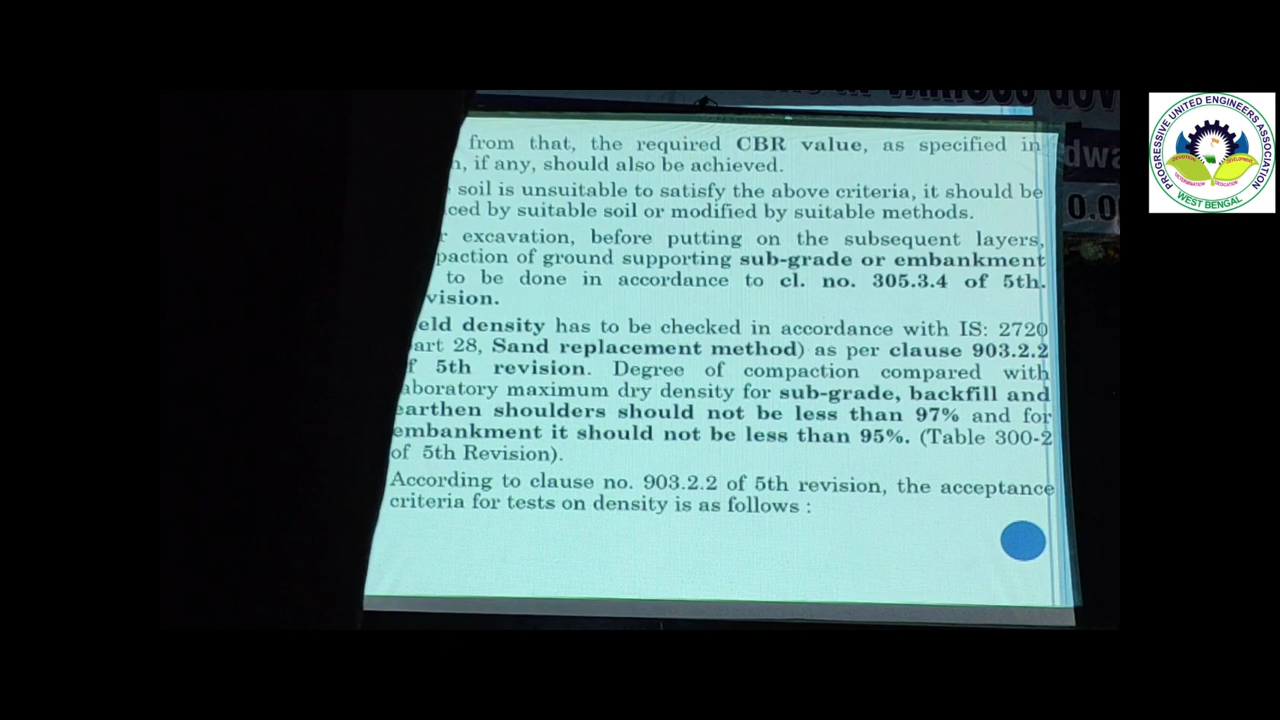 from that, the required CBR value, as specified in
if any, should also be achieved.
soil is unsuitable to satisfy the above criteria, it should be
ced by suitable soil or modified by suitable methods.
excavation, before putting on the subsequent layers,
paction of ground supporting sub-grade or embankment
to be done in accordance to cl. no. 305.3.4 of 5th.
vision.
eld density has to be checked in accordance with IS: 2720
art 28, Sand replacement method) as per clause 903.2.2
f 5th revision. Degree of compaction compared with
aboratory maximum dry density for sub-grade, backfill and
earthen shoulders should not be less than 97% and for
embankment it should not be less than 95%. (Table 300-2
of 5th Revision).
According to clause no. 903.2.2 of 5th revision, the acceptance
criteria for tests on density is as follows :
dwa
0.0
PROGRESSIVE UNITED ENGINEERS ASSOCIATION
WEST BENGAL